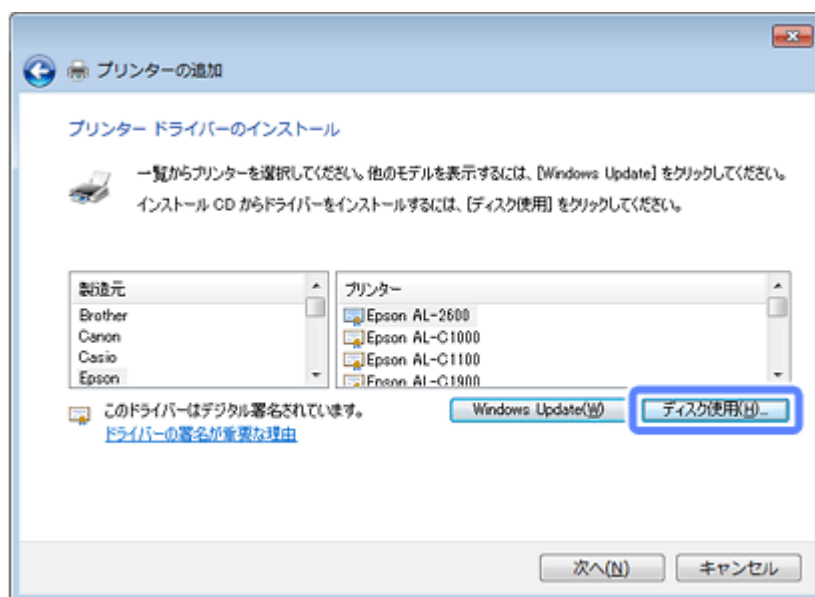 プリンターの追加
プリンター ドライバーのインストール
一覧からプリンターを選択してください。他のモデルを表示するには、[Windows Update] をクリックしてください。
インストール CD からドライバーをインストールするには、[ディスク使用] をクリックしてください。
製造元
Brother
Canon
Casio
Epson
プリンター
Epson AL-2600
Epson AL-C1000
Epson AL-C1100
Epson AL-C1900
このドライバーはデジタル署名されています。
ドライバーの署名が重要な理由
Windows Update(W)
ディスク使用(H)...
次へ(N)
キャンセル